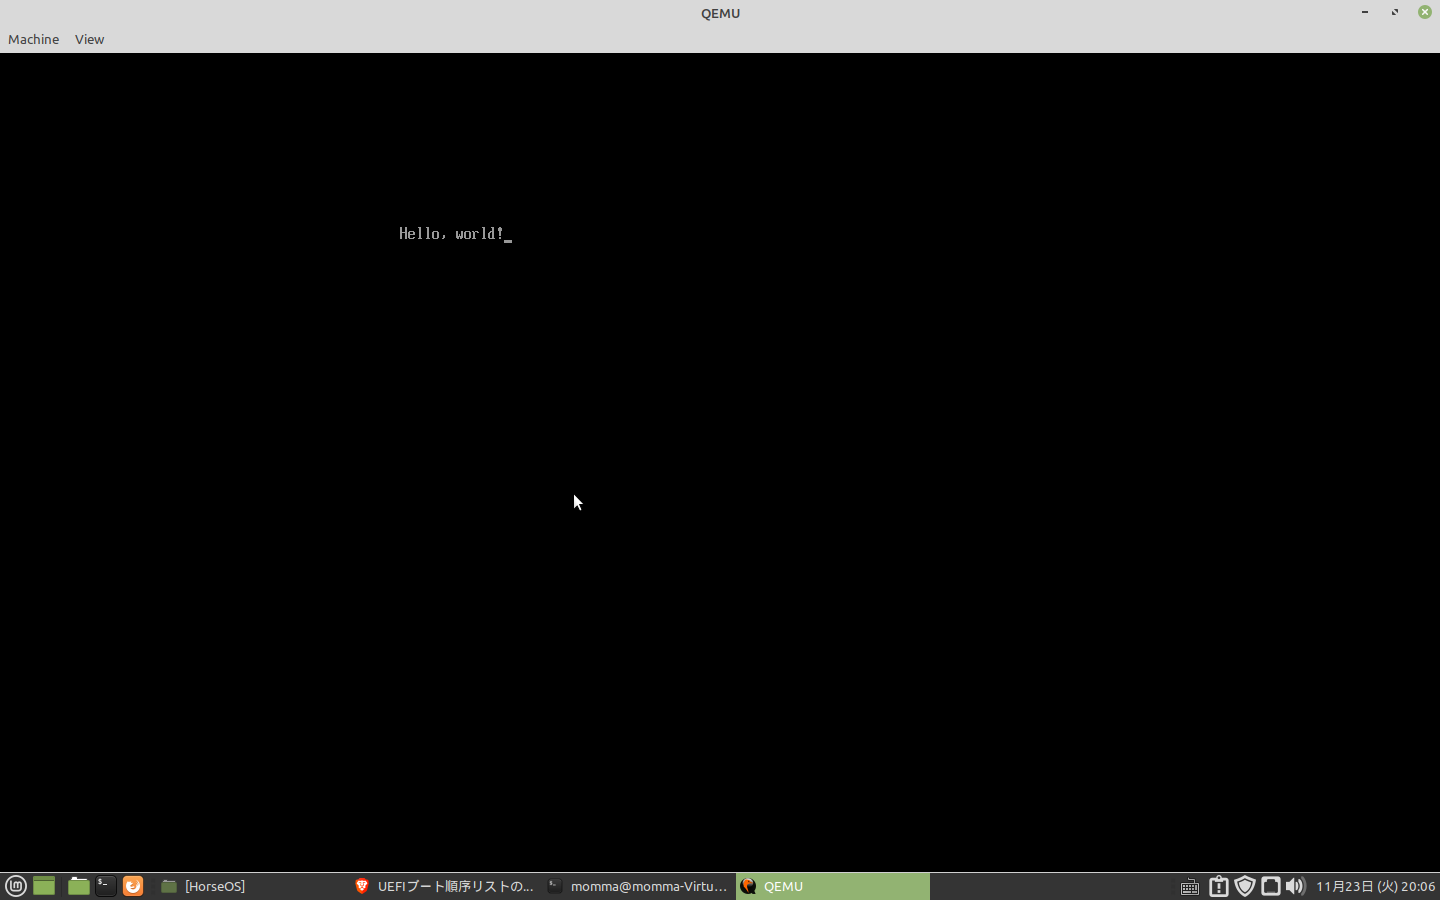 QEMU
Machine View
Hello, world!
[HorseOS] UEFIブート順序リストの... momma@momma-Virtu... QEMU 11月23日 (火) 20:06